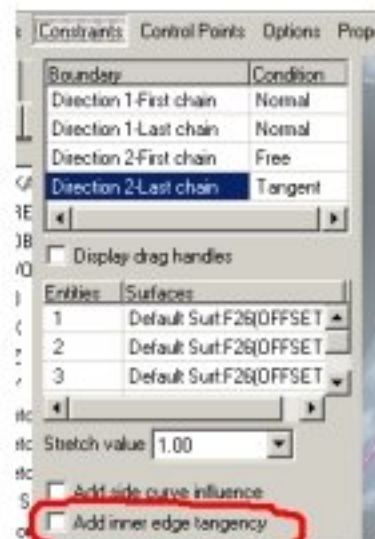 Constraints Control Points Options Prop
Boundary Condition
Direction 1-First chain Normal
Direction 1-Last chain Normal
Direction 2-First chain Free
Direction 2-Last chain Tangent
Display drag handles
Entities Surfaces
1 Default Surf:F26(OFFSET
2 Default Surf:F26(OFFSET
3 Default Surf:F26(OFFSET
Stretch value 1.00
Add side curve influence
Add inner edge tangency